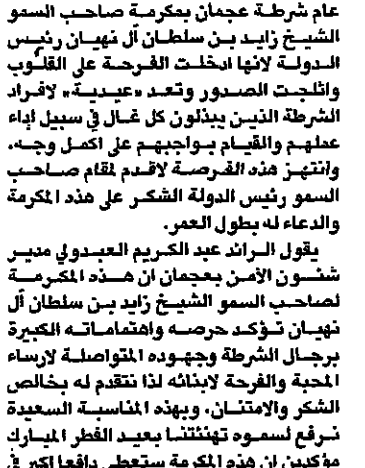 عام شرطة عجمان بمكرمة صاحب السمو
الشيخ زايد بن سلطان آل نهيان رئيس
الدولة لانها ادخلت الفرحة على القلوب
واثلجت الصدور وتعد «عيدية» لافراد
الشرطة الذين يبذلون كل غال في سبيل اداء
عملهم والقيام بواجبهم على اكمل وجه.
وانتهز هذه الفرصة لاقدم لمقام صاحب
السمو رئيس الدولة الشكر على هذه المكرمة
والدعاء له بطول العمر.
يقول الرائد عبد الكريم العبدولي مدير
شئون الأمن بعجمان ان هذه المكرمة
لصاحب السمو الشيخ زايد بن سلطان آل
نهيان تؤكد حرصه واهتماماته الكبيرة
برجال الشرطة وجهوده المتواصلة لارساء
المحبة والفرحة لابنائه لذا نتقدم له بخالص
الشكر والامتنان. وبهذه المناسبة السعيدة
نرفع لسموه تهنئتنا بعيد الفطر المبارك
مؤكدين ان هذه المكرمة ستعطي دافعا اكبر في